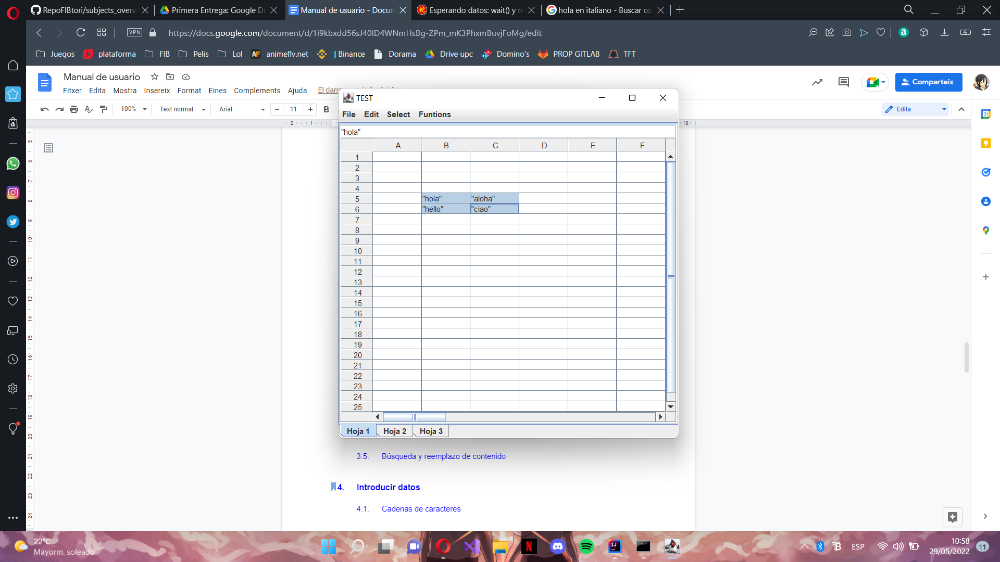 RepoFIBtori/subjects_overv
Primera Entrega: Google Dr
Manual de usuario - Docun
Esperando datos: wait() y n
hola en italiano - Buscar co
VPN
https://docs.google.com/document/d/1i9kbxdd56sJ40ID4WNmHsBg-ZPm_mK3PhxmBuvjFoMg/edit
Juegos
plataforma
FIB
Pelis
Lol
AF
animeflv.net
| Binance
Dorama
Drive upc
Domino's
PROP GITLAB
TFT
Manual de usuario
Fitxer Edita Mostra Insereix Format Eines Complements Ajuda
Comparteix
100% Text normal Arial 11 B
Edita
2 1 18
TEST
File Edit Select Funtions
"hola"
A B C D E F
1
2
3
4
5 "hola" "aloha"
6 "hello" "ciao"
7
8
9
10
11
12
13
14
15
16
17
18
19
20
21
22
23
24
25
Hoja 1 Hoja 2 Hoja 3
3.5. Búsqueda y reemplazo de contenido
4. Introducir datos
4.1. Cadenas de caracteres
22°C
Mayorm. soleado
ESP
10:58
29/05/2022
11